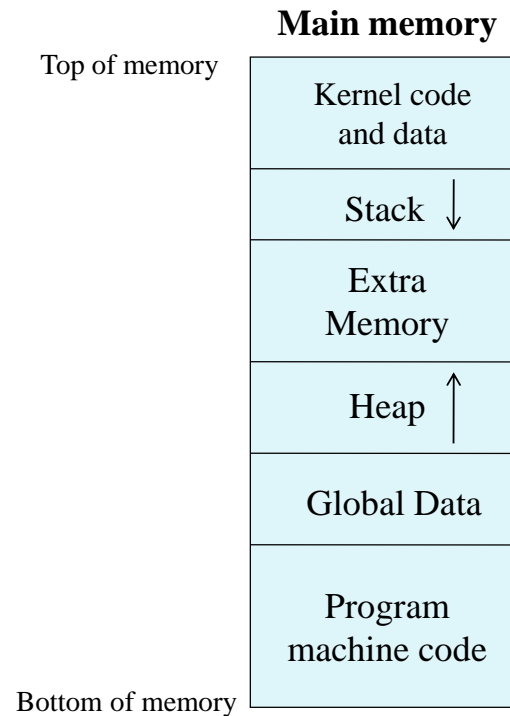 Main memory
Top of memory
Kernel code
and data
Stack
Extra
Memory
Heap
Global Data
Program
machine code
Bottom of memory